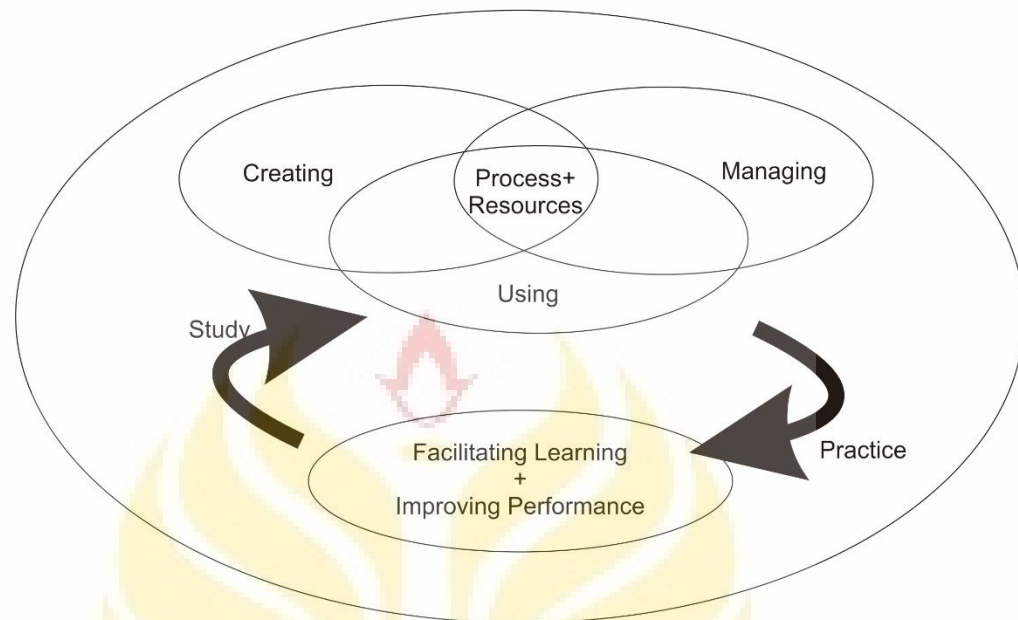 Creating
Process+
Resources
Managing
Using
Study
Facilitating Learning
+
Improving Performance
Practice